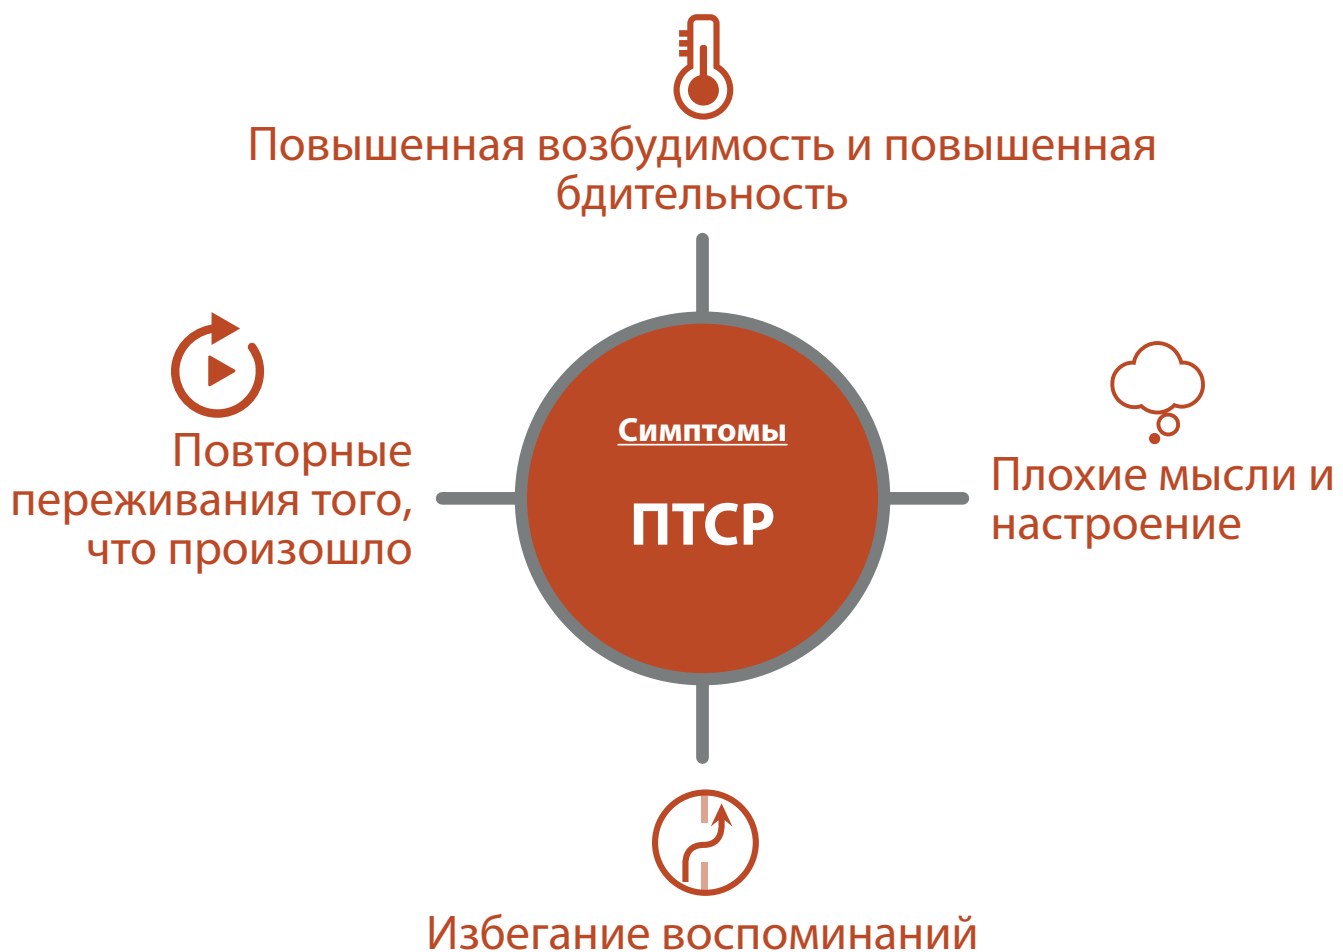 Повышенная возбудимость и повышенная
бдительность
Повторные
переживания того,
что произошло
Симптомы
ПТСР
Плохие мысли и
настроение
Избегание воспоминаний